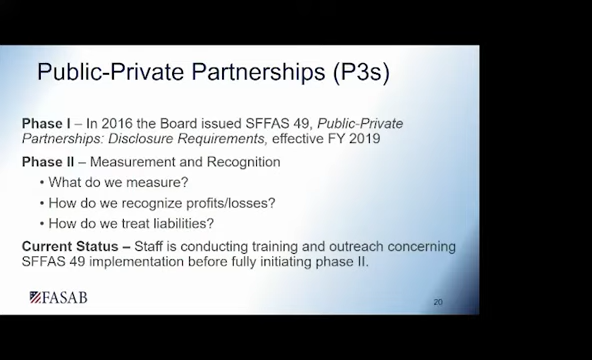 Public-Private Partnerships (P3s)
Phase I – In 2016 the Board issued SFFAS 49, Public-Private
Partnerships: Disclosure Requirements, effective FY 2019
Phase II – Measurement and Recognition
• What do we measure?
• How do we recognize profits/losses?
• How do we treat liabilities?
Current Status – Staff is conducting training and outreach concerning
SFFAS 49 implementation before fully initiating phase II.
FASAB
20